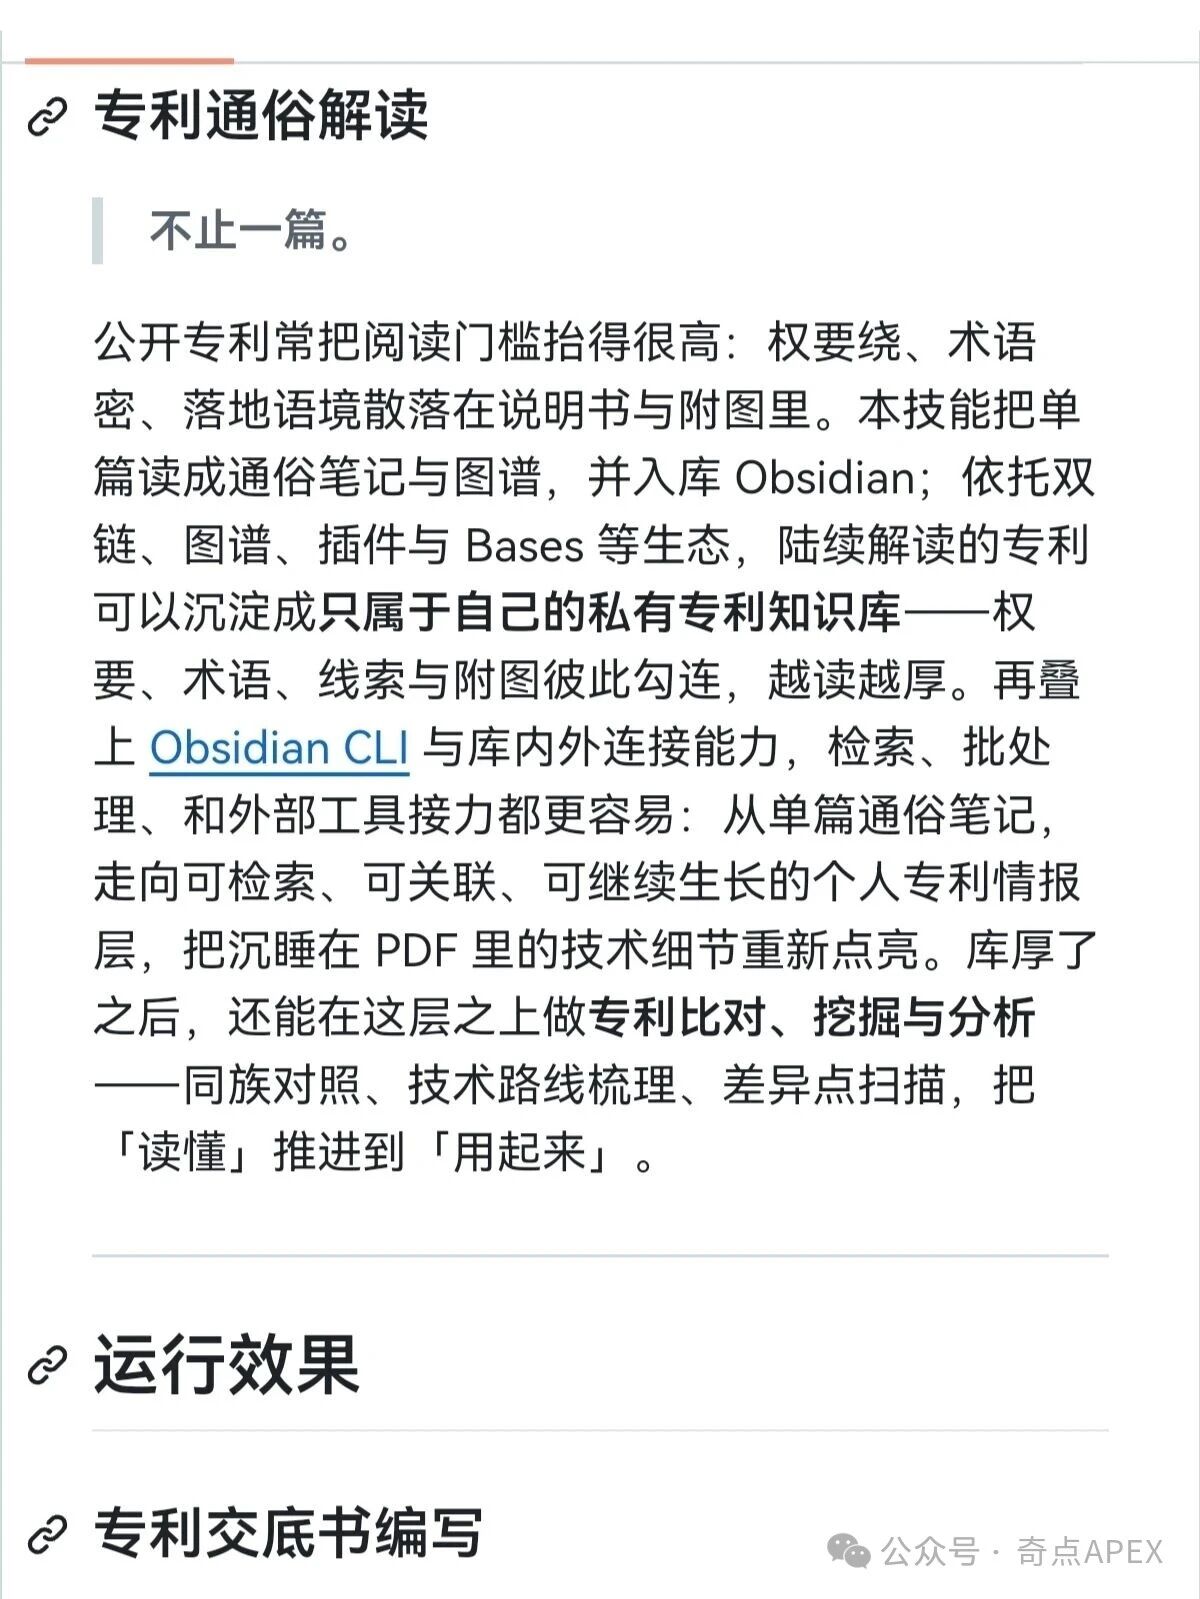 专利通俗解读
不止一篇。
公开专利常把阅读门槛抬得很高：权要绕、术语
密、落地语境散落在说明书与附图里。本技能把单
篇读成通俗笔记与图谱，并入库 Obsidian；依托双
链、图谱、插件与 Bases 等生态，陆续解读的专利
可以沉淀成只属于自己的私有专利知识库——权
要、术语、线索与附图彼此勾连，越读越厚。再叠
上 Obsidian CLI 与库内外连接能力，检索、批处
理、和外部工具接力都更容易：从单篇通俗笔记，
走向可检索、可关联、可继续生长的个人专利情报
层，把沉睡在 PDF 里的技术细节重新点亮。库厚了
之后，还能在这层之上做专利比对、挖掘与分析
——同族对照、技术路线梳理、差异点扫描，把
「读懂」推进到「用起来」。
运行效果
专利交底书编写
公众号 · 奇点APEX